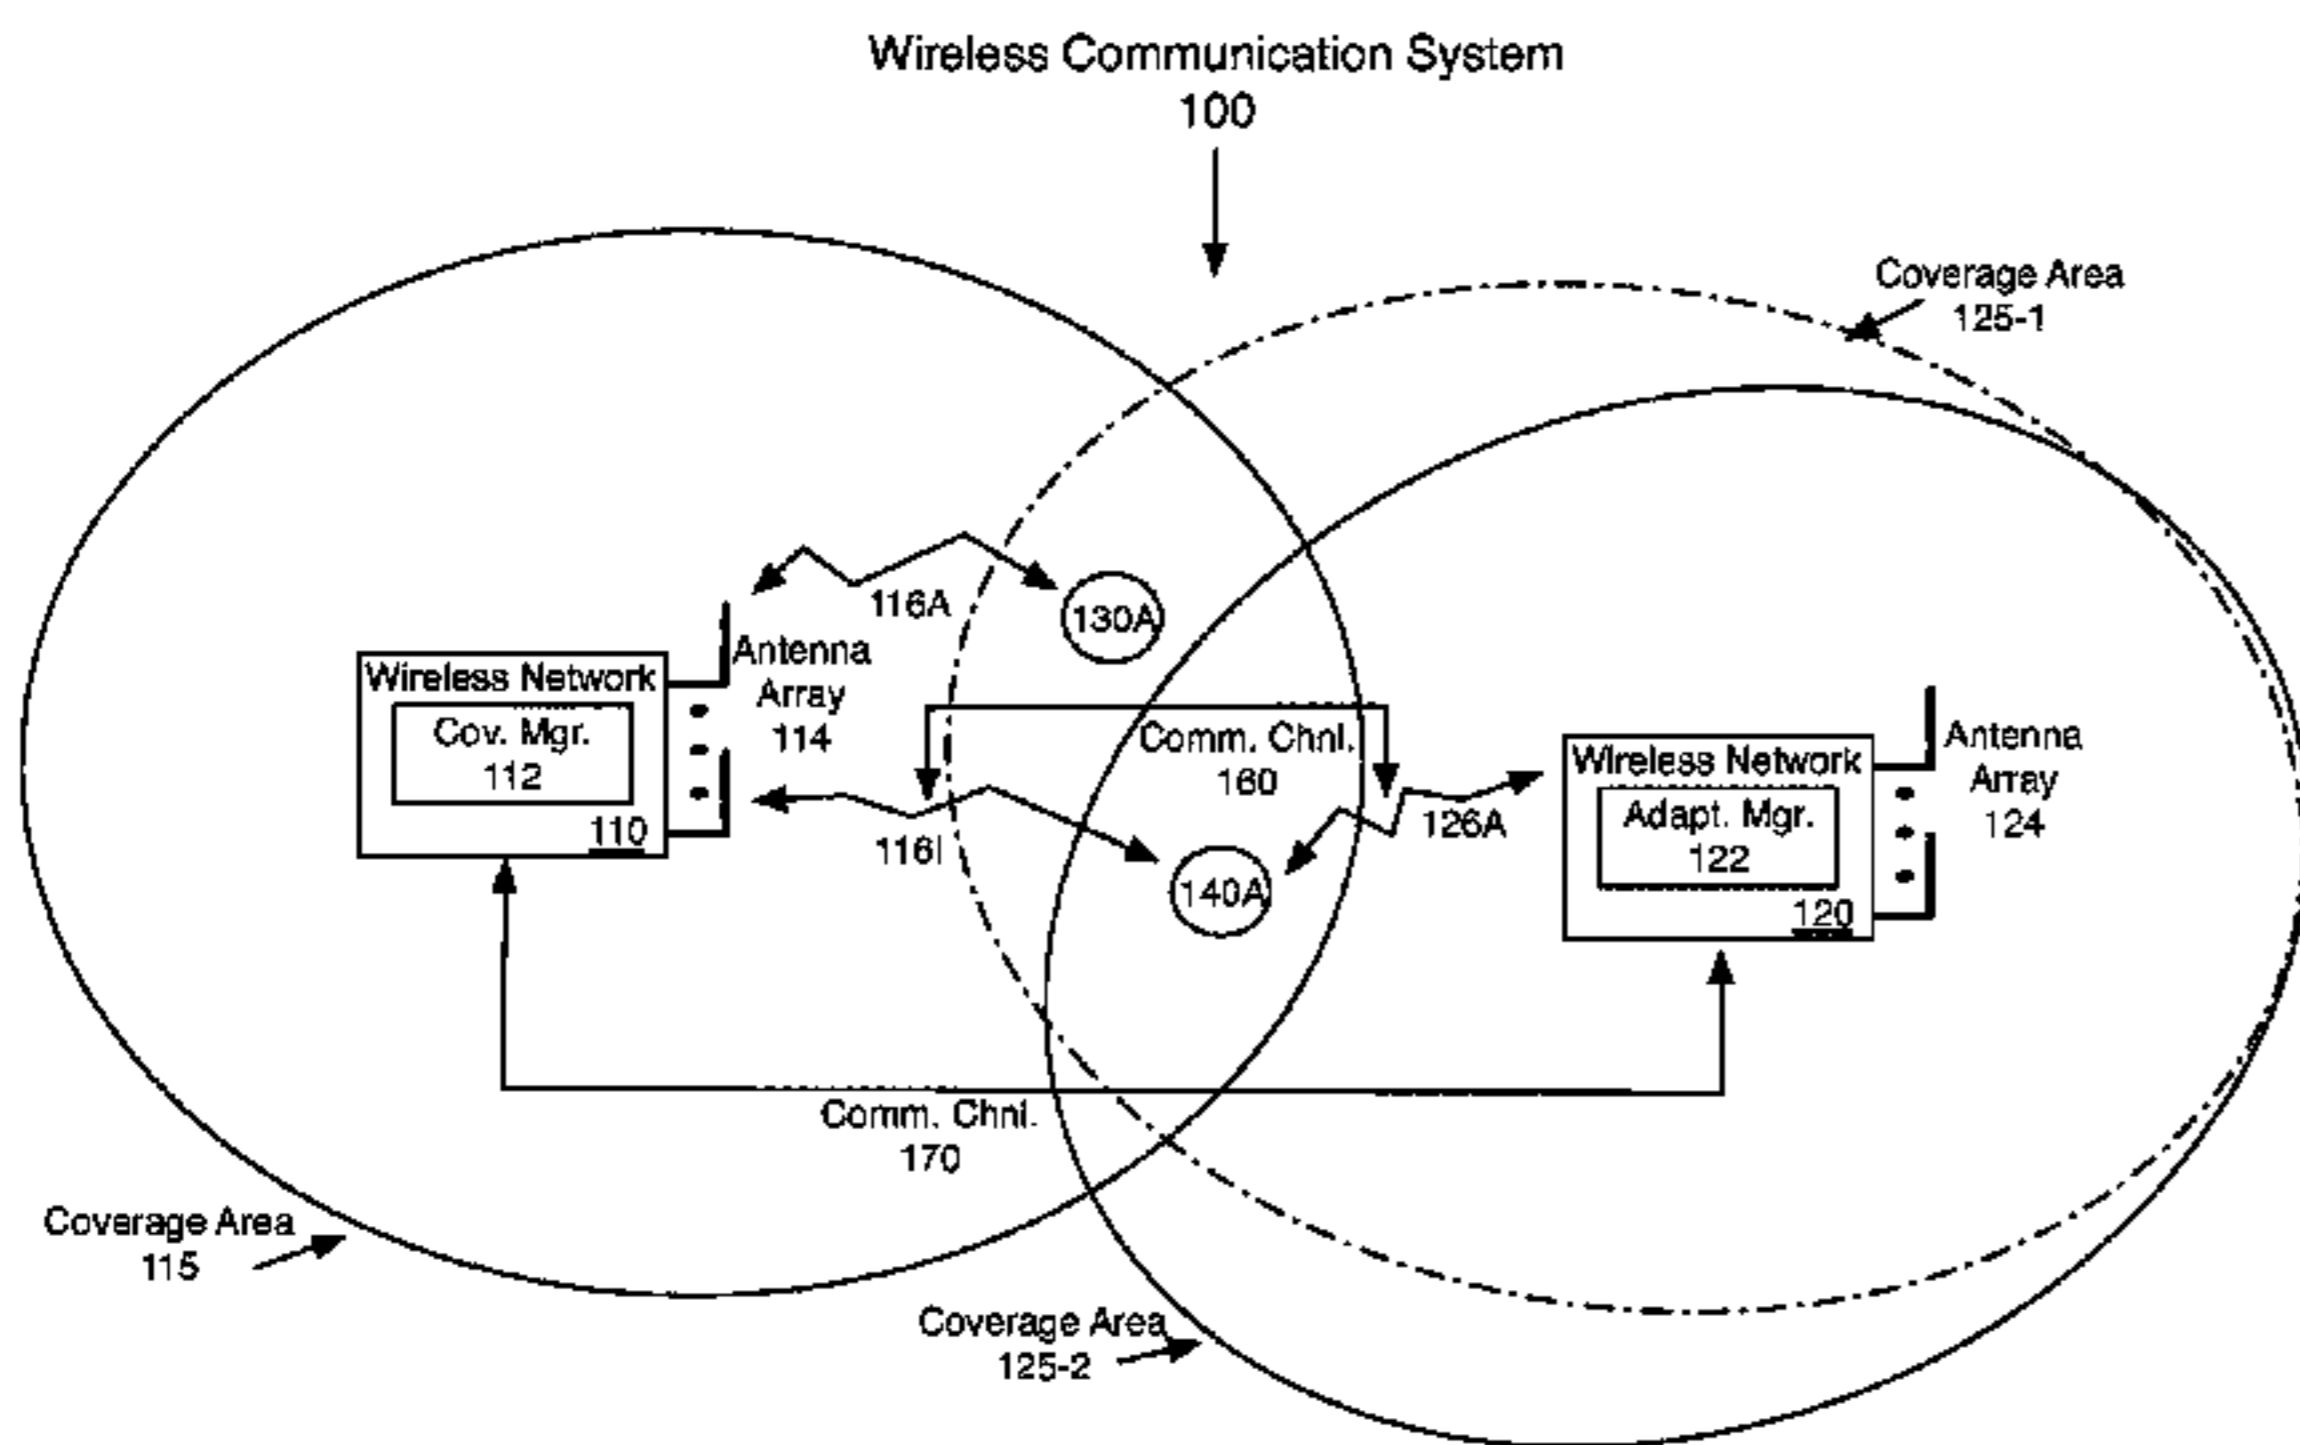 Wireless Communication System
100
Coverage Area
125-1
116A
130A
Antenna
Array
114
Wireless Network
Cov. Mgr.
112
110
Comm. Chnl.
160
116I
126A
140A
Wireless Network
Adapt. Mgr.
122
120
Antenna
Array
124
Comm. Chnl.
170
Coverage Area
115
Coverage Area
125-2